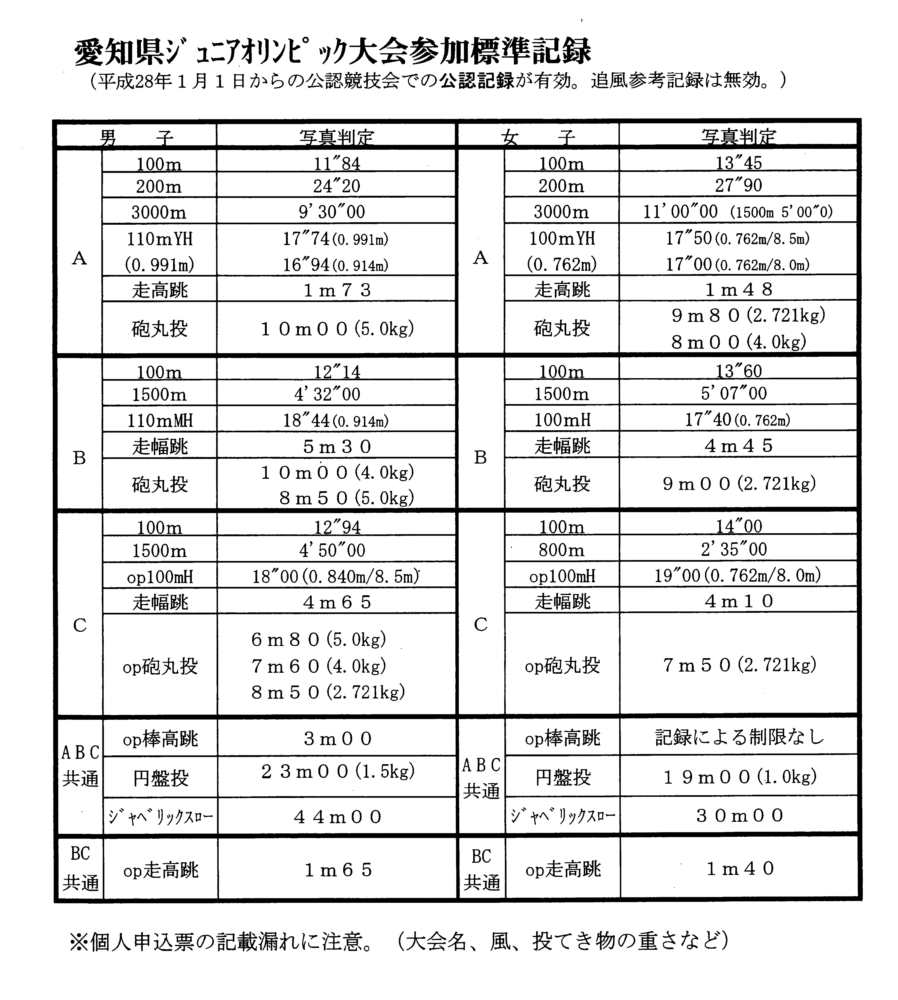 愛知県ｼﾞｭﾆｱｵﾘﾝﾋﾟｯｸ大会参加標準記録
（平成28年１月１日からの公認競技会での公認記録が有効。追風参考記録は無効。）
男　子　写真判定　女　子　写真判定
A
100m　11″84
200m　24″20
3000m　9’30″00
110mYH　17″74(0.991m)
(0.991m)　16″94(0.914m)
走高跳　１ｍ７３
砲丸投　１０ｍ００(5.0kg)
A
100m　13″45
200m　27″90
3000m　11’00″00 (1500m 5’00″0)
100mYH　17″50(0.762m/8.5m)
(0.762m)　17″00(0.762m/8.0m)
走高跳　１ｍ４８
砲丸投　９ｍ８０(2.721kg)
８ｍ００(4.0kg)
B
100m　12″14
1500m　4’32″00
110mMH　18″44(0.914m)
走幅跳　５ｍ３０
砲丸投　１０ｍ００(4.0kg)
８ｍ５０(5.0kg)
B
100m　13″60
1500m　5’07″00
100mH　17″40(0.762m)
走幅跳　４ｍ４５
砲丸投　９ｍ００(2.721kg)
C
100m　12″94
1500m　4’50″00
op100mH　18″00(0.840m/8.5m)
走幅跳　４ｍ６５
op砲丸投　６ｍ８０(5.0kg)
７ｍ６０(4.0kg)
８ｍ５０(2.721kg)
C
100m　14″00
800m　2’35″00
op100mH　19″00(0.762m/8.0m)
走幅跳　４ｍ１０
op砲丸投　７ｍ５０(2.721kg)
ＡＢＣ
共通
op棒高跳　３ｍ００
円盤投　２３ｍ００(1.5kg)
ｼﾞｬﾍﾞﾘｯｸｽﾛｰ　４４ｍ００
ＡＢＣ
共通
op棒高跳　記録による制限なし
円盤投　１９ｍ００(1.0kg)
ｼﾞｬﾍﾞﾘｯｸｽﾛｰ　３０ｍ００
BC
共通
op走高跳　１ｍ６５
BC
共通
op走高跳　１ｍ４０
※個人申込票の記載漏れに注意。（大会名、風、投てき物の重さなど）